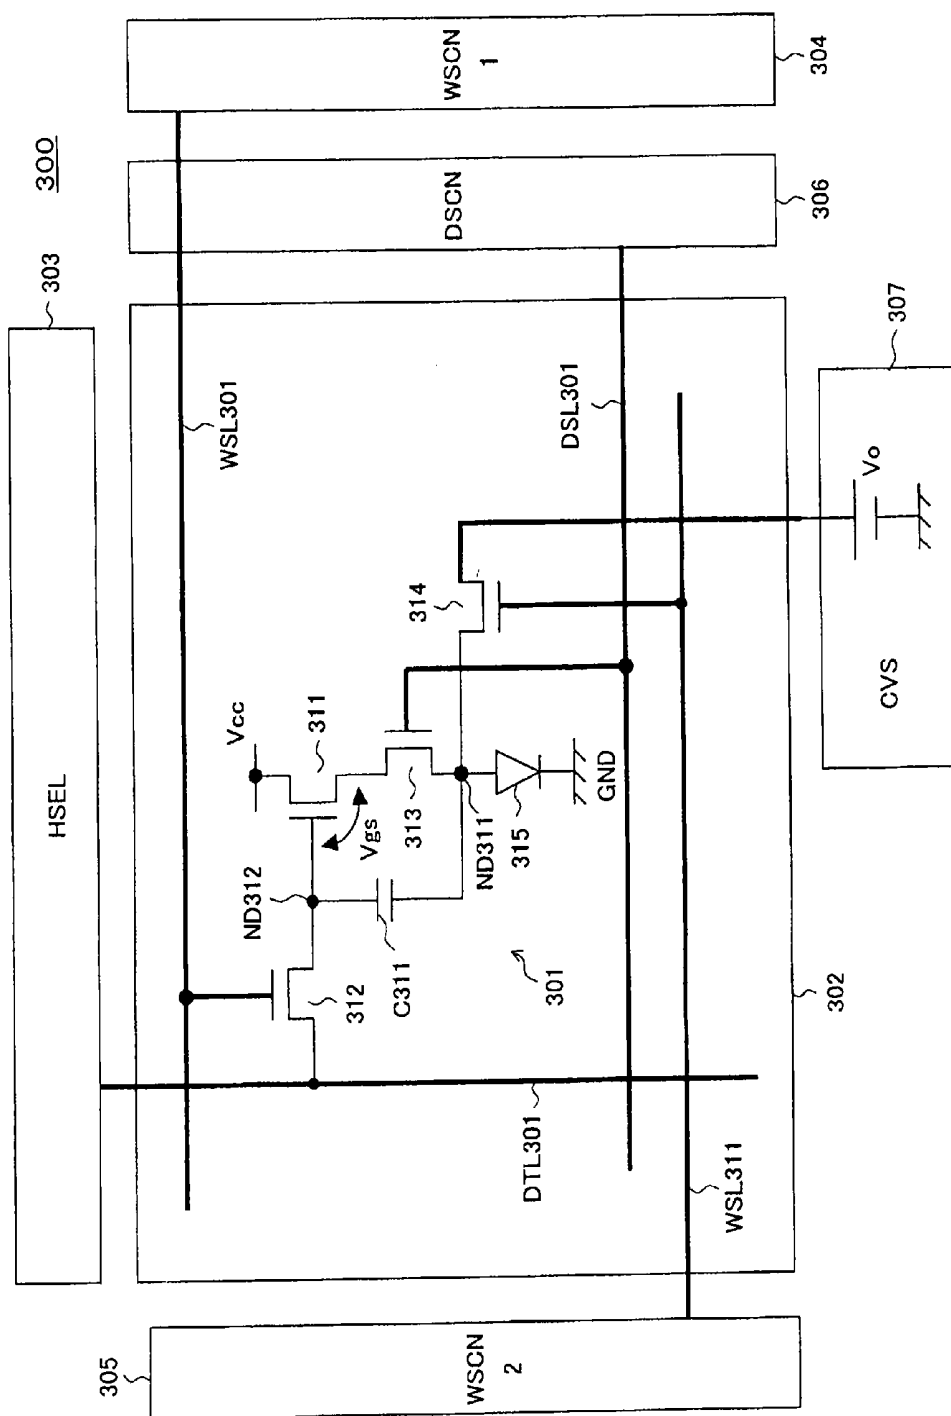 300
HSEL
303
WSCN
1
304
DSCN
306
WSL301
Vcc
311
Vgs
ND312
312
C311
313
ND311
315
GND
314
DSL301
301
302
DTL301
WSL311
WSCN
2
305
CVS
Vo
307